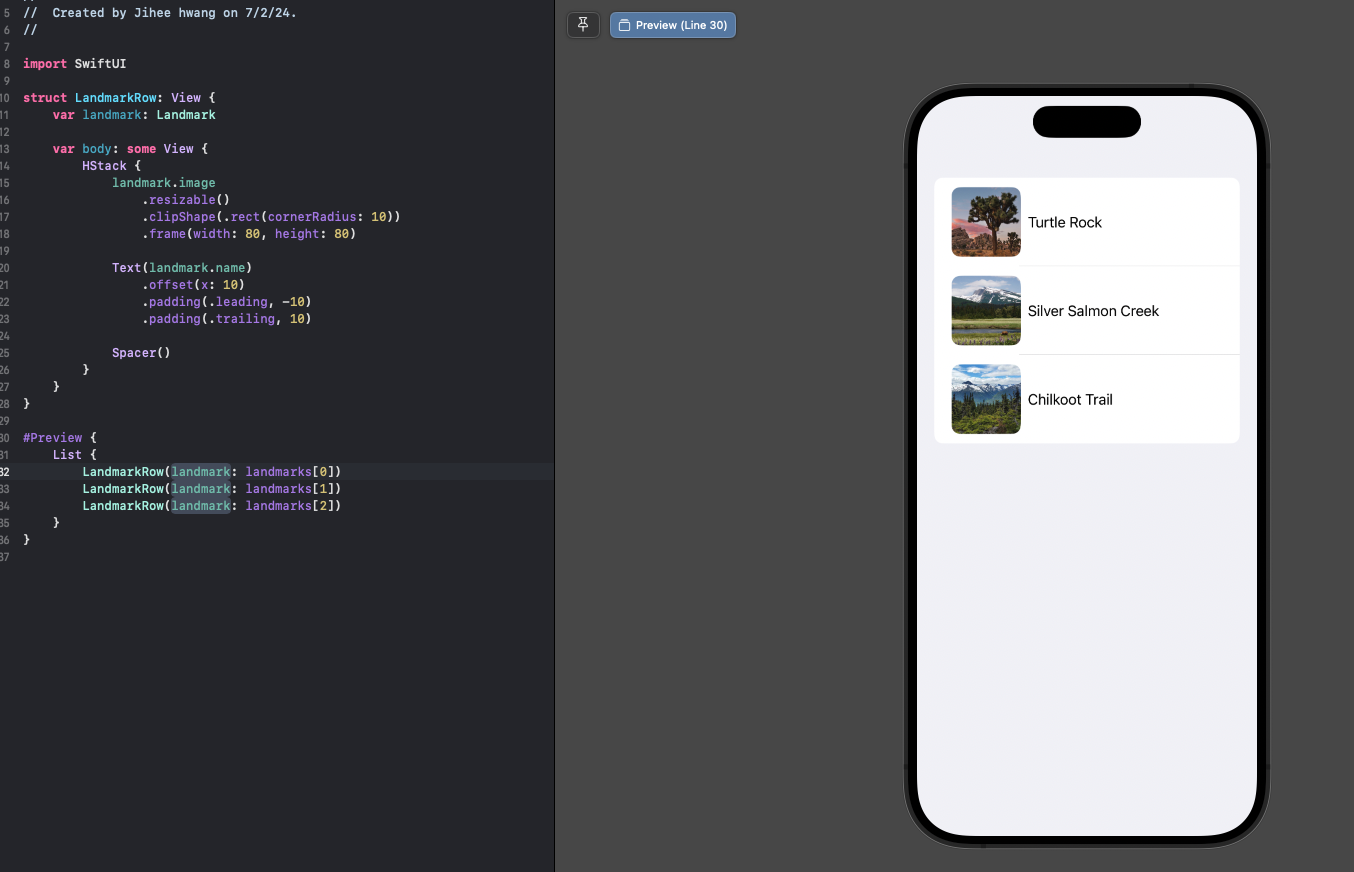 5 //  Created by Jihee hwang on 7/2/24.
6 //
7
8 import SwiftUI
9
10 struct LandmarkRow: View {
11     var landmark: Landmark
12
13     var body: some View {
14         HStack {
15             landmark.image
16                 .resizable()
17                 .clipShape(.rect(cornerRadius: 10))
18                 .frame(width: 80, height: 80)
19
20             Text(landmark.name)
21                 .offset(x: 10)
22                 .padding(.leading, -10)
23                 .padding(.trailing, 10)
24
25             Spacer()
26         }
27     }
28 }
29
30 #Preview {
31     List {
32         LandmarkRow(landmark: landmarks[0])
33         LandmarkRow(landmark: landmarks[1])
34         LandmarkRow(landmark: landmarks[2])
35     }
36 }
37
Preview (Line 30)
Turtle Rock
Silver Salmon Creek
Chilkoot Trail